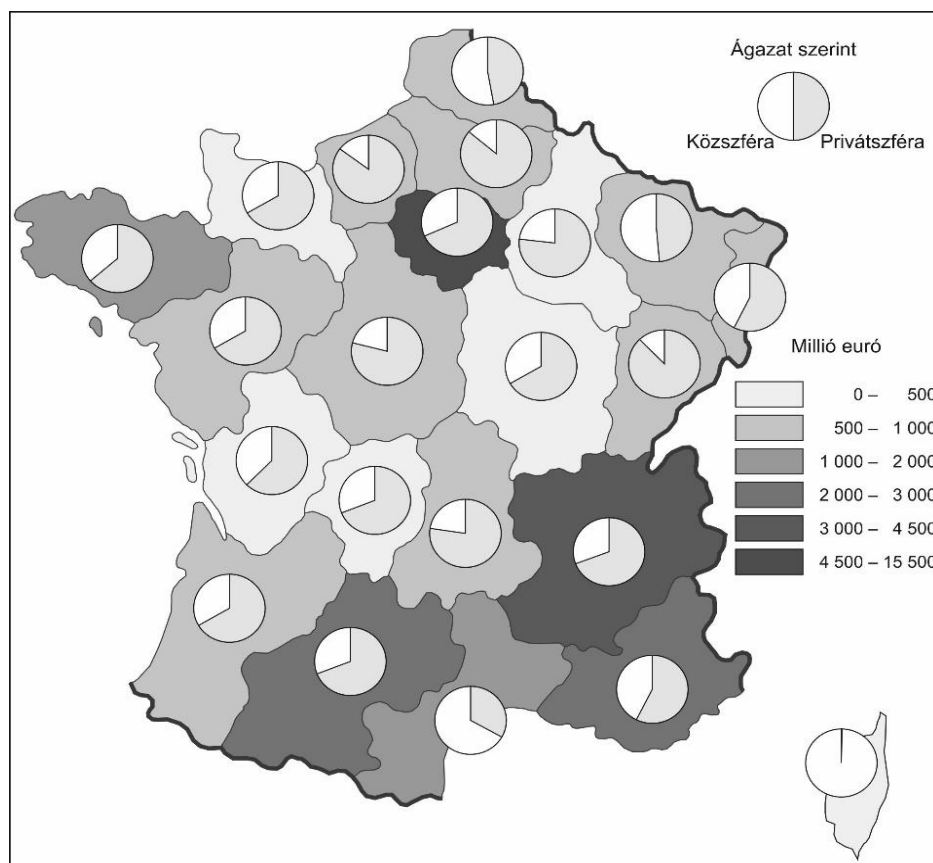 Ágazat szerint
Közszféra Privátszféra
Millió euró
0 – 500
500 – 1 000
1 000 – 2 000
2 000 – 3 000
3 000 – 4 500
4 500 – 15 500